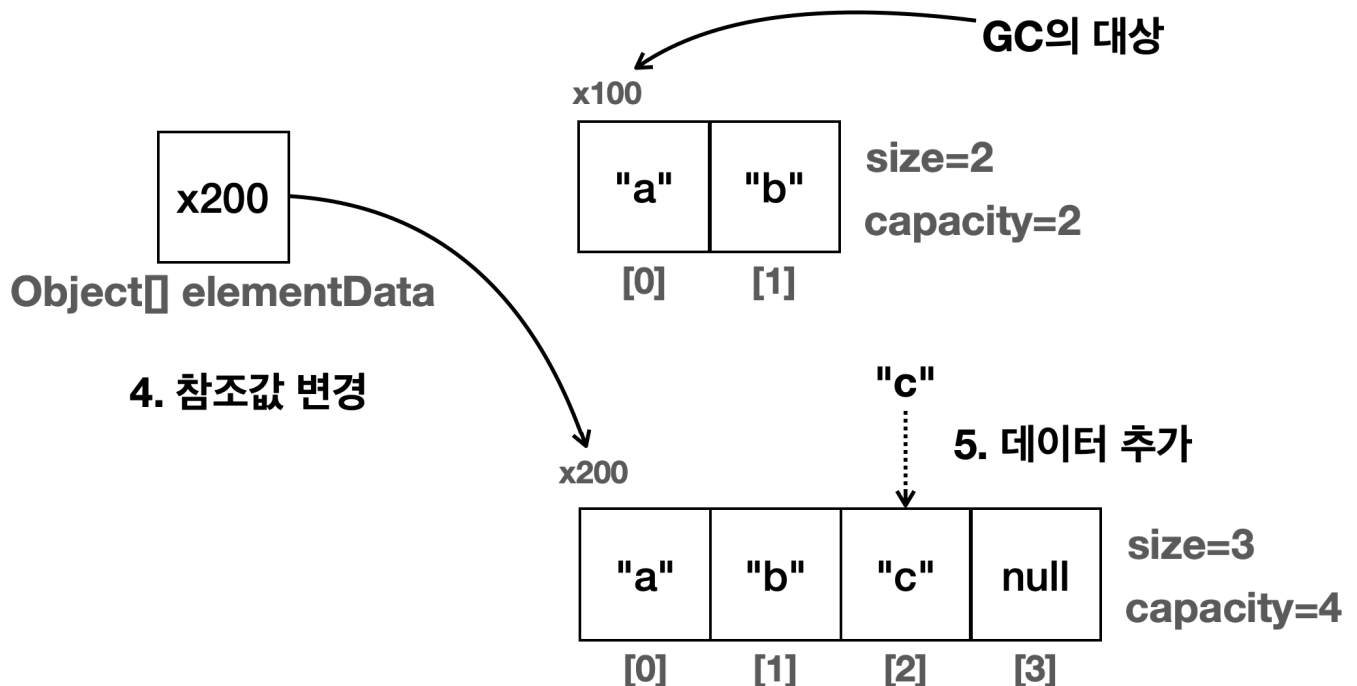 GC의 대상
x100
"a" "b"
size=2
capacity=2
[0] [1]
x200
Object[] elementData
4. 참조값 변경
"c"
5. 데이터 추가
x200
"a" "b" "c" null
size=3
capacity=4
[0] [1] [2] [3]